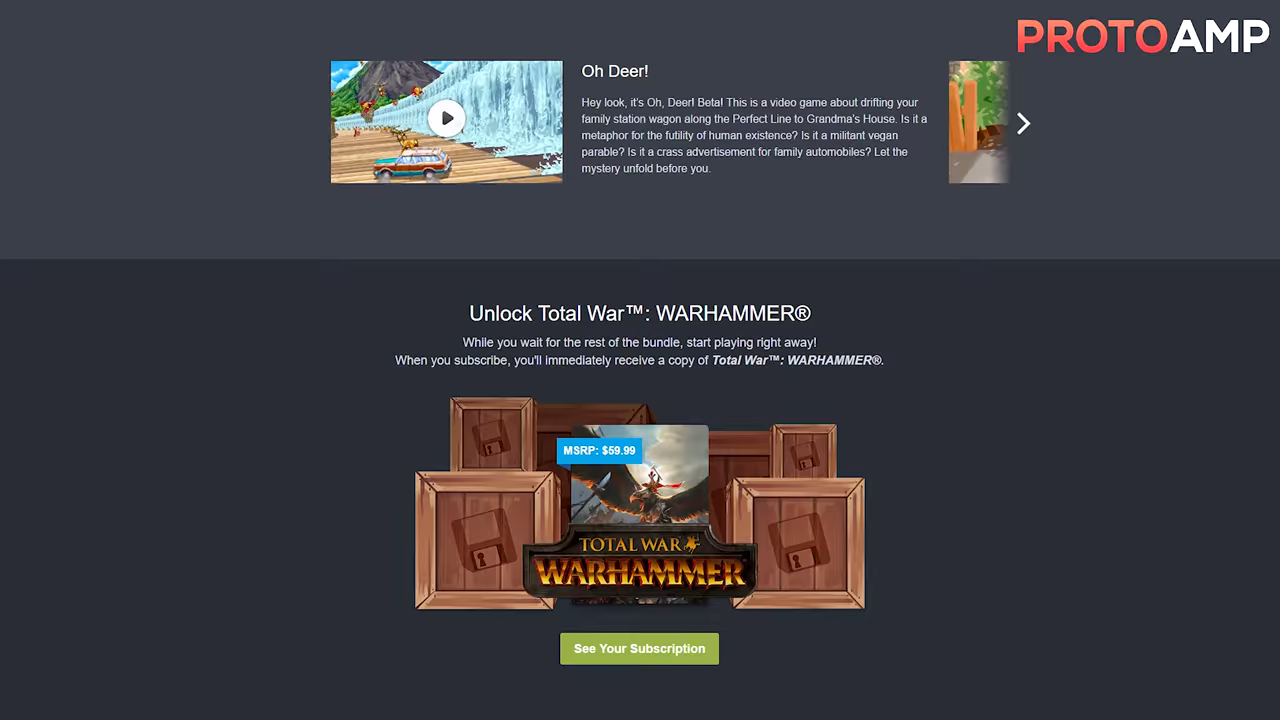 PROTOAMP
Oh Deer!
Hey look, it's Oh, Deer! Beta! This is a video game about drifting your
family station wagon along the Perfect Line to Grandma's House. Is it a
metaphor for the futility of human existence? Is it a militant vegan
parable? Is it a crass advertisement for family automobiles? Let the
mystery unfold before you.
Unlock Total War™: WARHAMMER®
While you wait for the rest of the bundle, start playing right away!
When you subscribe, you'll immediately receive a copy of Total War™: WARHAMMER®.
MSRP: $59.99
TOTAL WAR
WARHAMMER
See Your Subscription